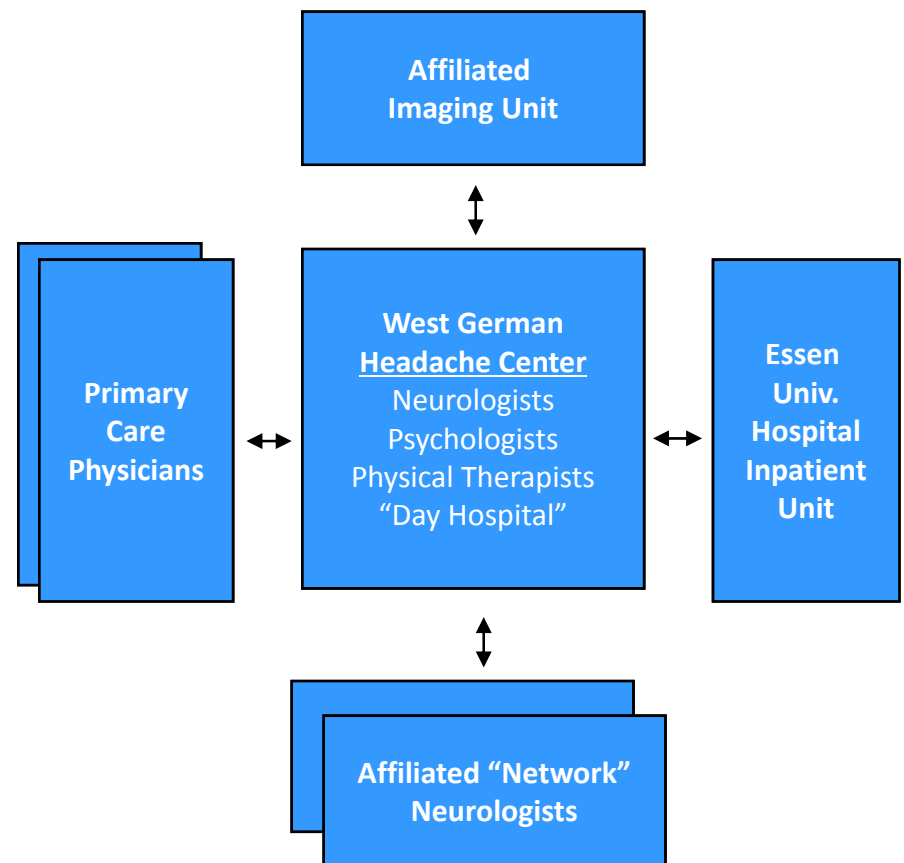 Affiliated
Imaging Unit
Primary
Care
Physicians
West German
Headache Center
Neurologists
Psychologists
Physical Therapists
“Day Hospital”
Essen
Univ.
Hospital
Inpatient
Unit
Affiliated “Network”
Neurologists